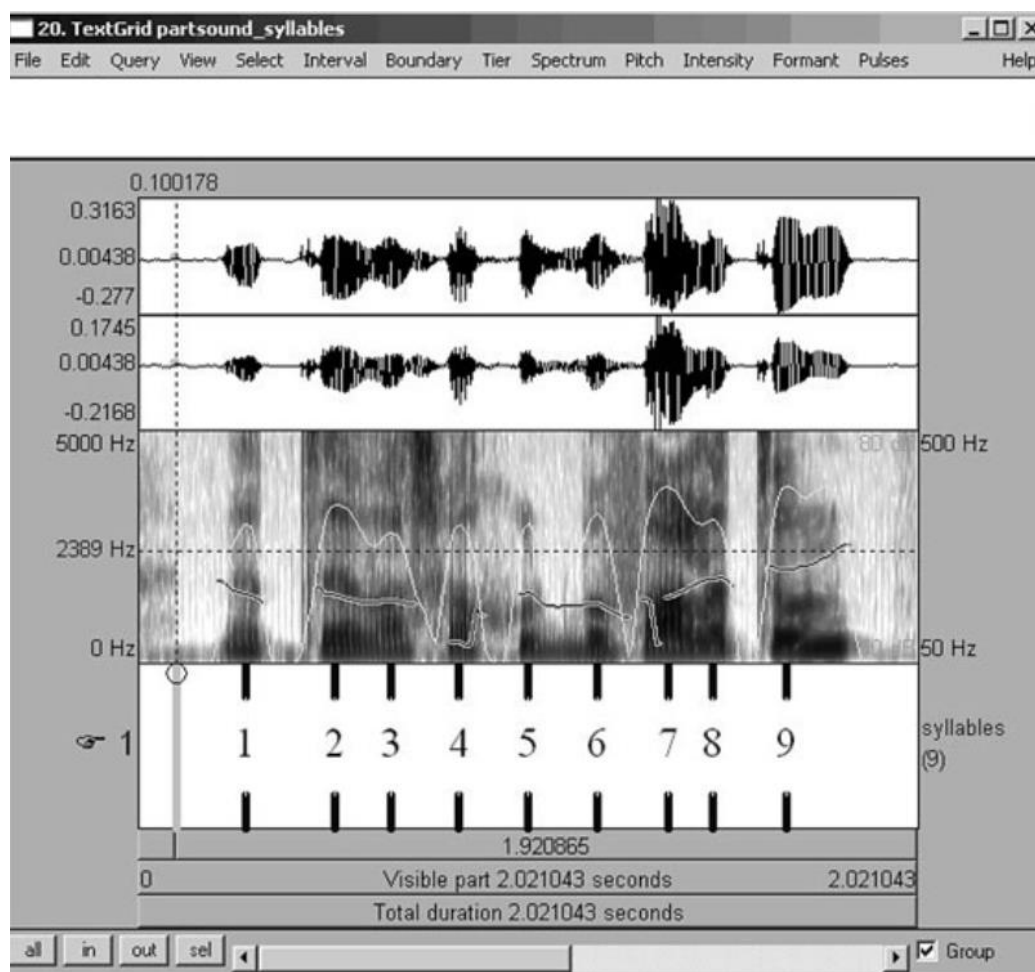 20. TextGrid partsound_syllables
File Edit Query View Select Interval Boundary Tier Spectrum Pitch Intensity Formant Pulses Help
0.100178
0.3163
0.00438
-0.277
0.1745
0.00438
-0.2168
5000 Hz 500 Hz
2389 Hz
0 Hz 50 Hz
1 1 2 3 4 5 6 7 8 9 syllables
(9)
1.920865
0 Visible part 2.021043 seconds 2.021043
Total duration 2.021043 seconds
all in out sel Group